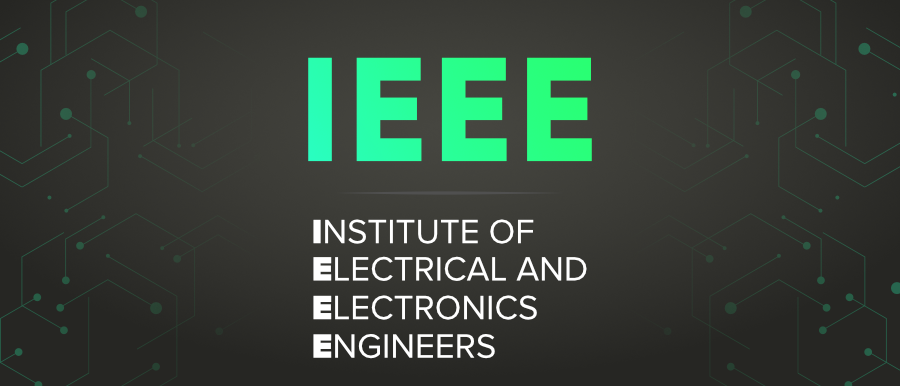 IEEE
INSTITUTE OF
ELECTRICAL AND
ELECTRONICS
ENGINEERS